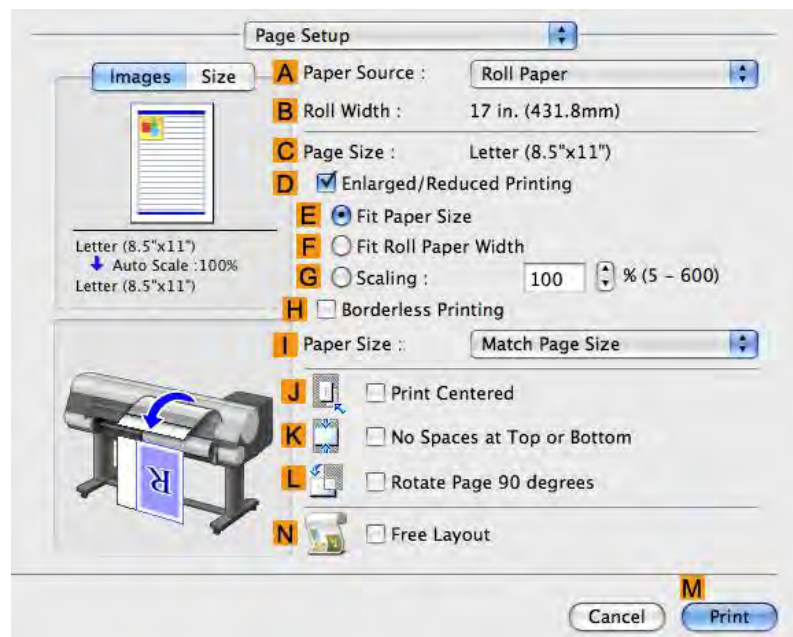 Page Setup
Images Size
A Paper Source : Roll Paper
B Roll Width : 17 in. (431.8mm)
C Page Size : Letter (8.5"x11")
D Enlarged/Reduced Printing
E Fit Paper Size
F Fit Roll Paper Width
G Scaling : 100 % (5 - 600)
Letter (8.5"x11")
Auto Scale :100%
Letter (8.5"x11")
H Borderless Printing
I Paper Size : Match Page Size
J Print Centered
K No Spaces at Top or Bottom
L Rotate Page 90 degrees
R
N Free Layout
M
Cancel Print